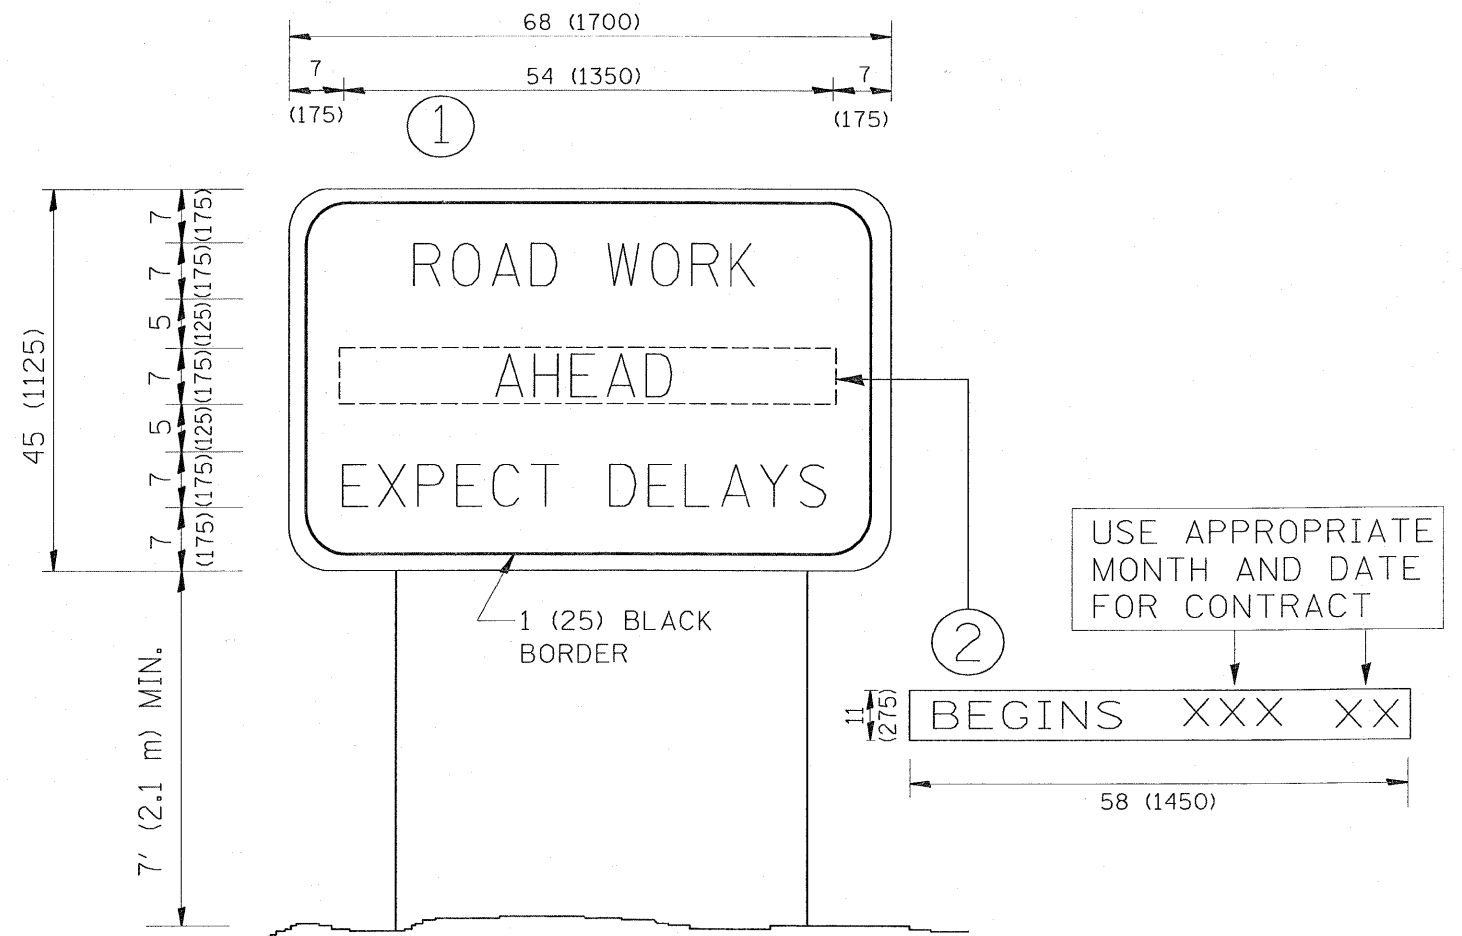 68 (1700)
7
54 (1350)
7
(175)
(175)
1
7
(175)
7
(175)
5
(125)
7
(175)
5
(125)
7
(175)
7
(175)
45 (1125)
ROAD WORK
AHEAD
EXPECT DELAYS
1 (25) BLACK
BORDER
7' (2.1 m) MIN.
2
USE APPROPRIATE
MONTH AND DATE
FOR CONTRACT
11
(275)
BEGINS XXX XX
58 (1450)